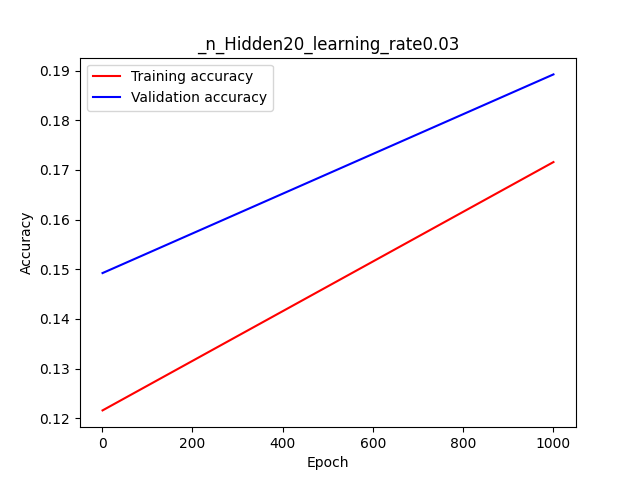 _n_Hidden20_learning_rate0.03
Training accuracy
Validation accuracy
0.19
0.18
0.17
0.16
0.15
0.14
0.13
0.12
Accuracy
0 200 400 600 800 1000
Epoch